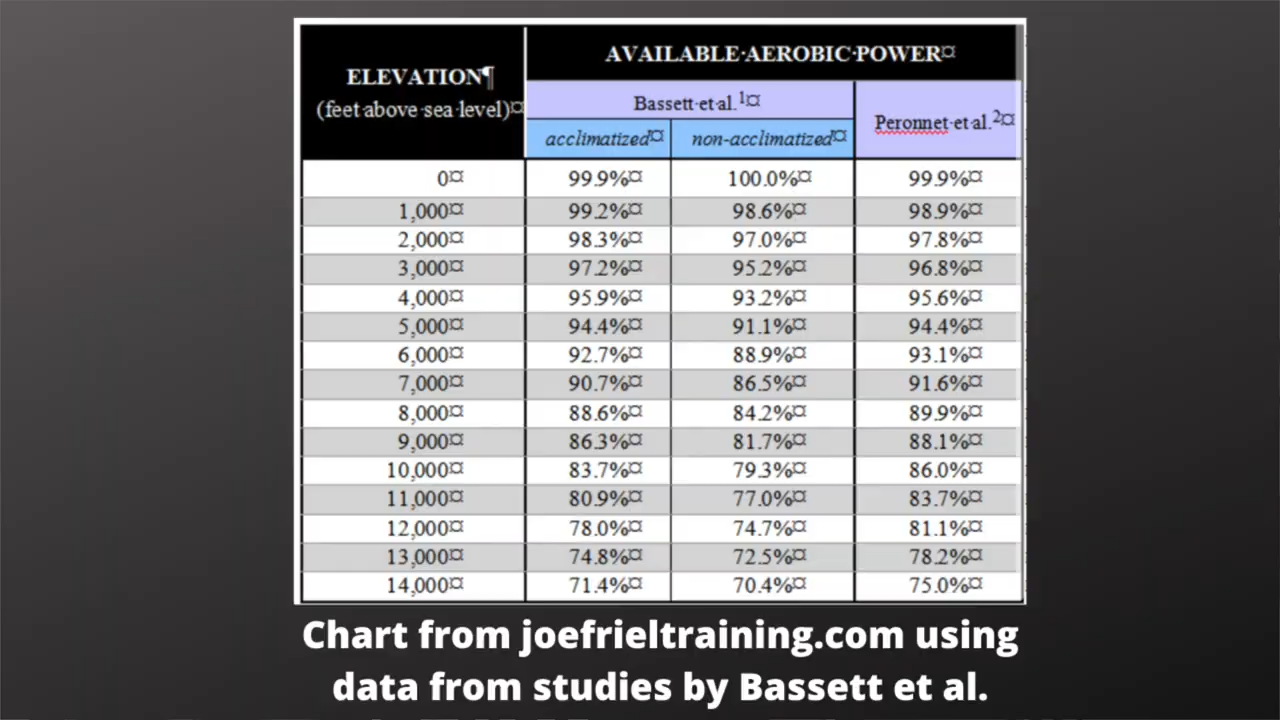 AVAILABLE·AEROBIC·POWER¤
ELEVATION¶
(feet·above·sea·level)¤
Bassett·et·al.¹¤
Peronnet·et·al.²¤
acclimatized¤ non-acclimatized¤
0¤ 99.9%¤ 100.0%¤ 99.9%¤
1,000¤ 99.2%¤ 98.6%¤ 98.9%¤
2,000¤ 98.3%¤ 97.0%¤ 97.8%¤
3,000¤ 97.2%¤ 95.2%¤ 96.8%¤
4,000¤ 95.9%¤ 93.2%¤ 95.6%¤
5,000¤ 94.4%¤ 91.1%¤ 94.4%¤
6,000¤ 92.7%¤ 88.9%¤ 93.1%¤
7,000¤ 90.7%¤ 86.5%¤ 91.6%¤
8,000¤ 88.6%¤ 84.2%¤ 89.9%¤
9,000¤ 86.3%¤ 81.7%¤ 88.1%¤
10,000¤ 83.7%¤ 79.3%¤ 86.0%¤
11,000¤ 80.9%¤ 77.0%¤ 83.7%¤
12,000¤ 78.0%¤ 74.7%¤ 81.1%¤
13,000¤ 74.8%¤ 72.5%¤ 78.2%¤
14,000¤ 71.4%¤ 70.4%¤ 75.0%¤
Chart from joefrieltraining.com using
data from studies by Bassett et al.